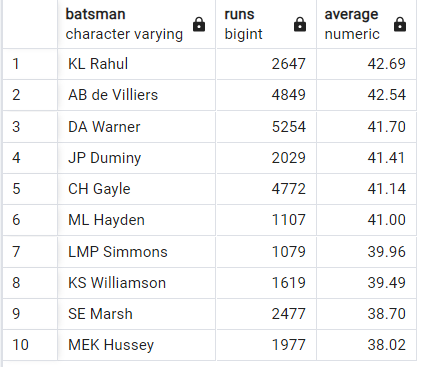 batsman runs average
character varying bigint numeric
1 KL Rahul 2647 42.69
2 AB de Villiers 4849 42.54
3 DA Warner 5254 41.70
4 JP Duminy 2029 41.41
5 CH Gayle 4772 41.14
6 ML Hayden 1107 41.00
7 LMP Simmons 1079 39.96
8 KS Williamson 1619 39.49
9 SE Marsh 2477 38.70
10 MEK Hussey 1977 38.02